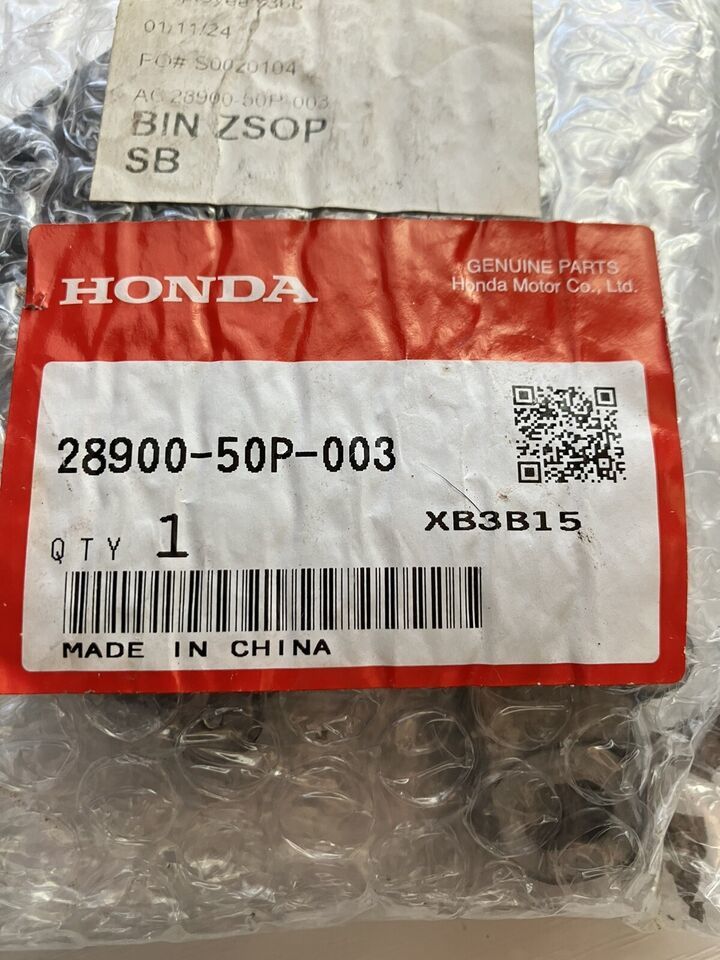 01/11/24
PO# S0020104
AC 28900-50P-003
BIN ZSOP
SB
HONDA
GENUINE PARTS
Honda Motor Co., Ltd.
28900-50P-003
XB3B15
QTY 1
MADE IN CHINA